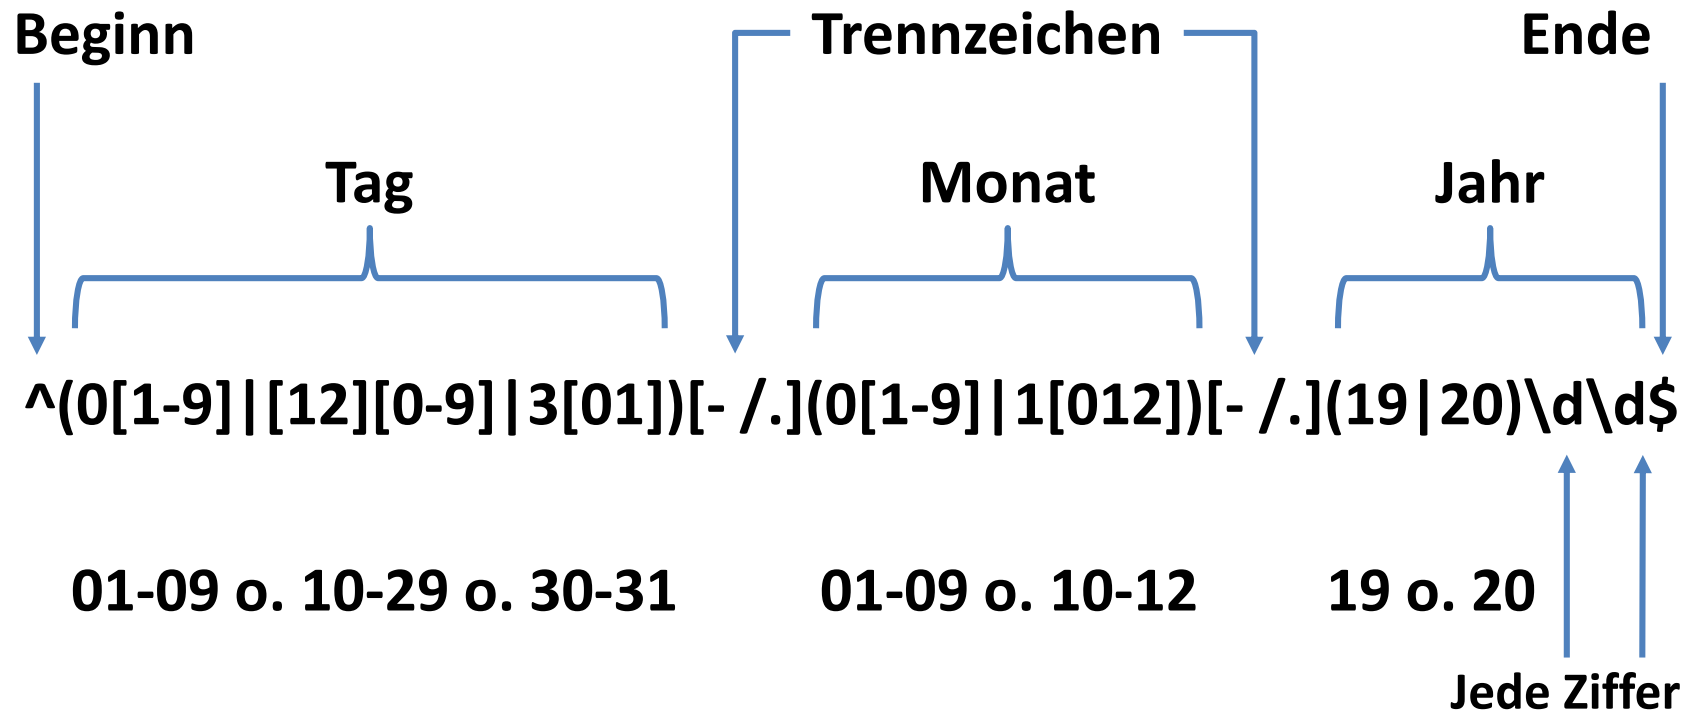 Beginn Trennzeichen Ende
Tag Monat Jahr
^(0[1-9]|[12][0-9]|3[01])[- /.](0[1-9]|1[012])[- /.](19|20)\d\d$
01-09 o. 10-29 o. 30-31 01-09 o. 10-12 19 o. 20
Jede Ziffer